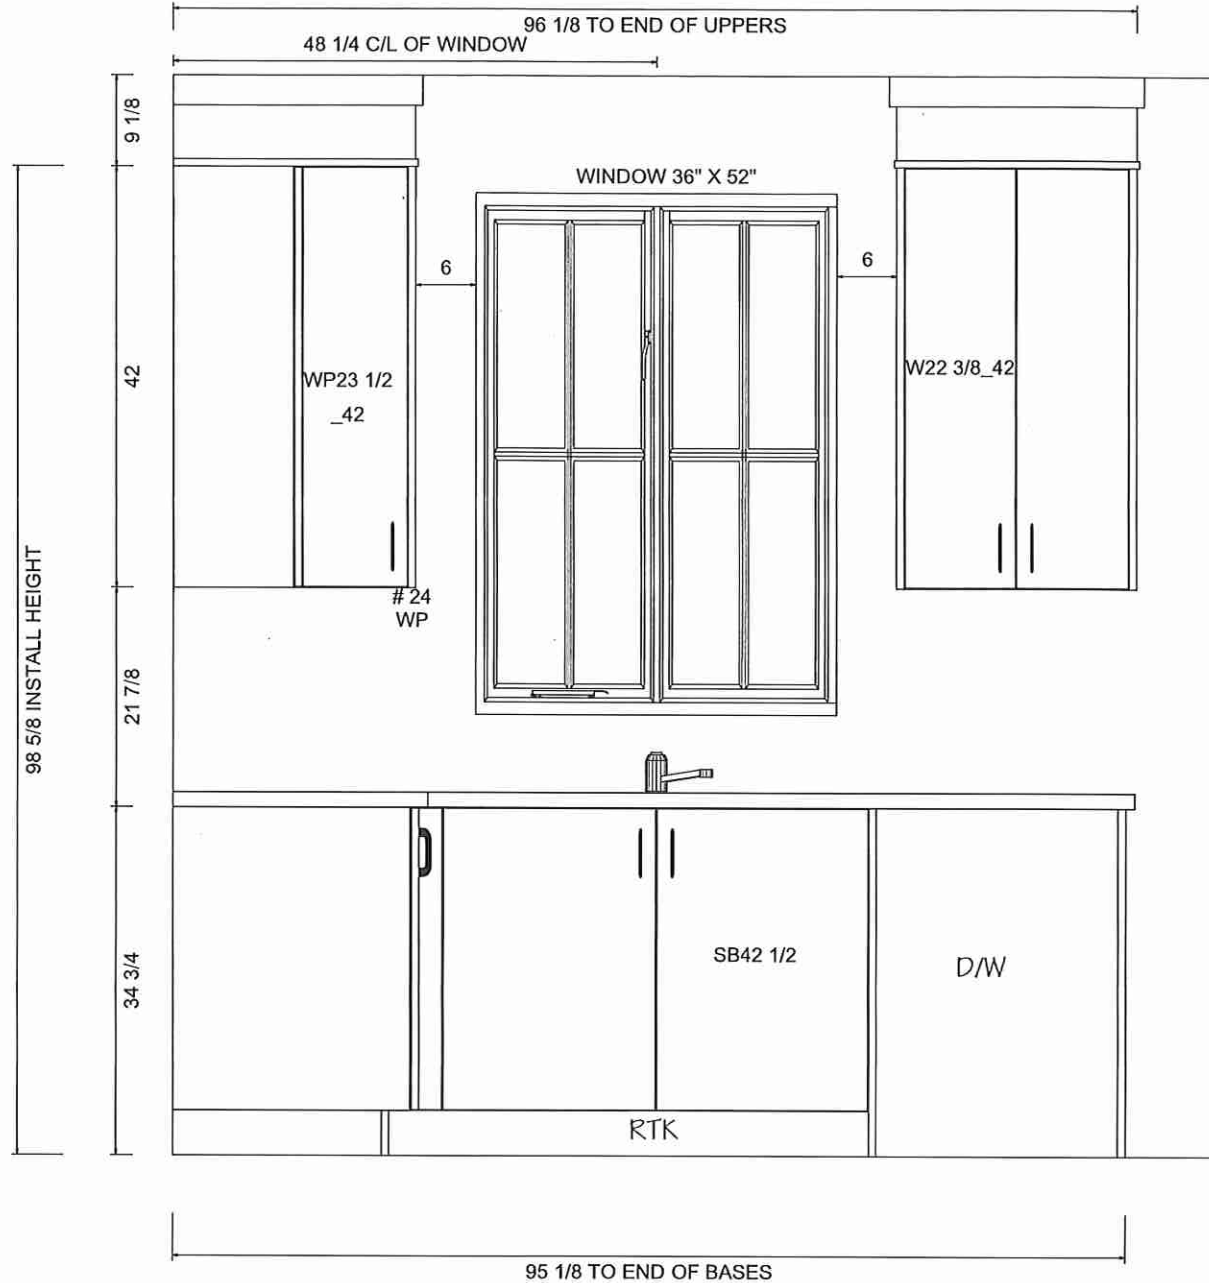 96 1/8 TO END OF UPPERS
48 1/4 C/L OF WINDOW
9 1/8
WINDOW 36" X 52"
6
6
42
WP23 1/2
_42
W22 3/8_42
# 24
WP
98 5/8 INSTALL HEIGHT
21 7/8
34 3/4
SB42 1/2
D/W
RTK
95 1/8 TO END OF BASES